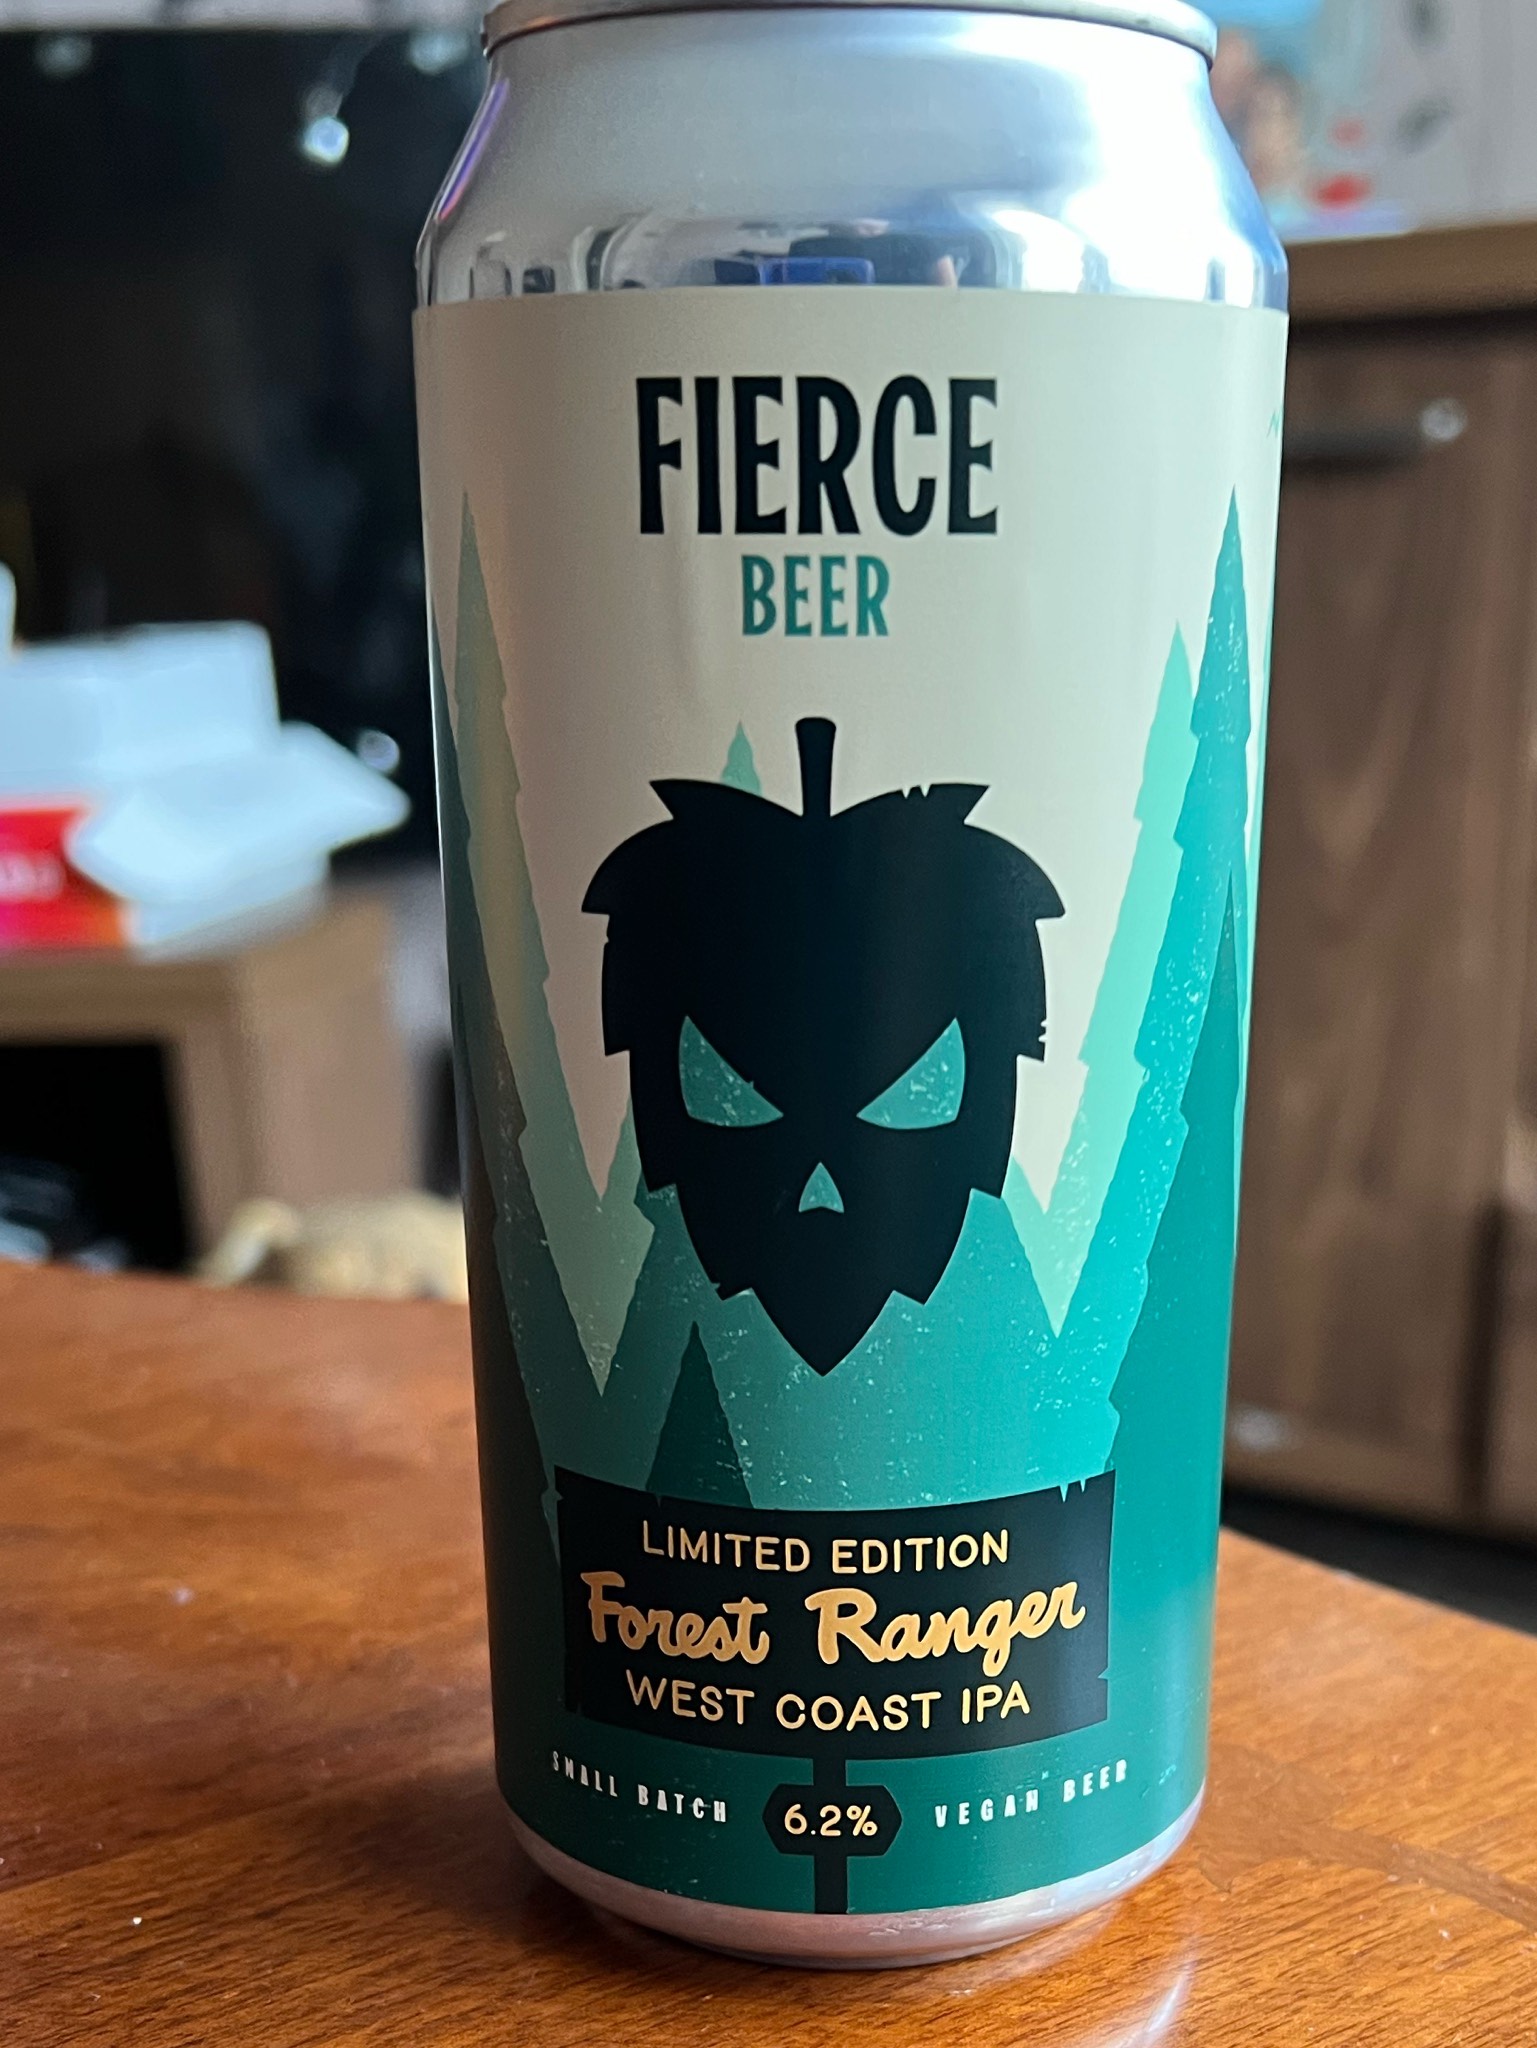 FIERCE
BEER
LIMITED EDITION
Forest Ranger
WEST COAST IPA
SMALL BATCH
6.2%
VEGAN BEER